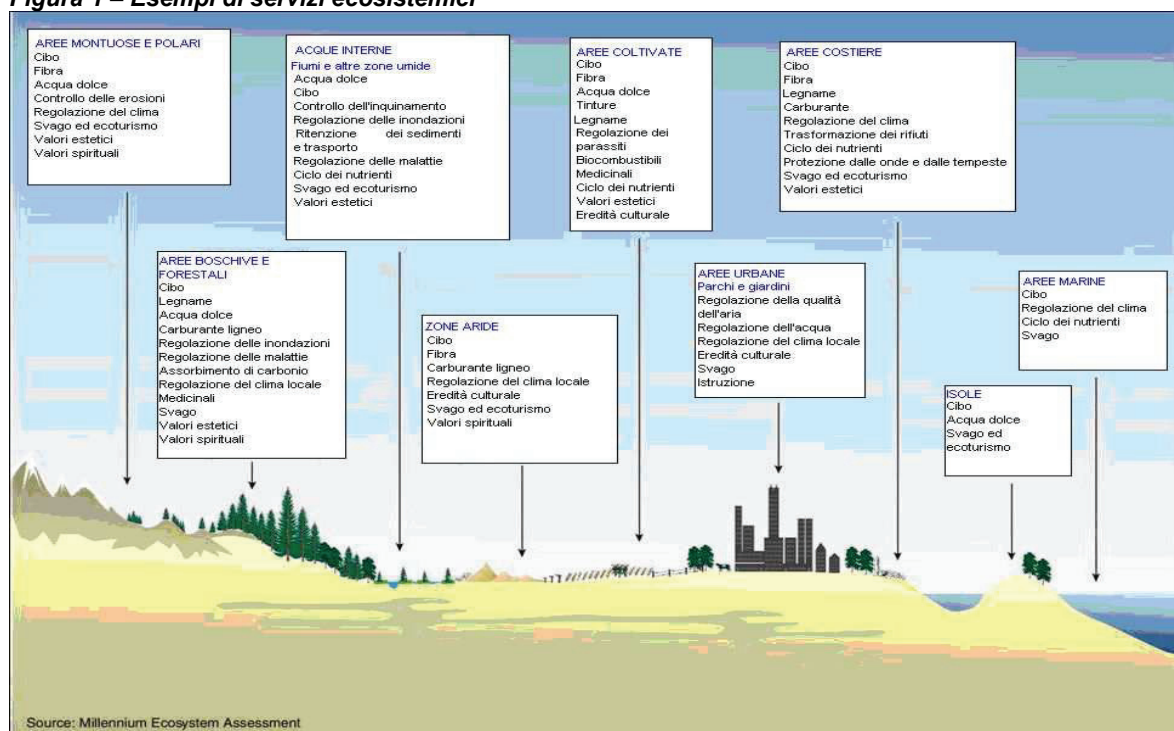 Figura 1 – Esempi di servizi ecosistemici
AREE MONTUOSE E POLARI
Cibo
Fibra
Acqua dolce
Controllo delle erosioni
Regolazione del clima
Svago ed ecoturismo
Valori estetici
Valori spirituali
ACQUE INTERNE
Fiumi e altre zone umide
Acqua dolce
Cibo
Controllo dell'inquinamento
Regolazione delle inondazioni
Ritenzione dei sedimenti
e trasporto
Regolazione delle malattie
Ciclo dei nutrienti
Svago ed ecoturismo
Valori estetici
AREE COLTIVATE
Cibo
Fibra
Acqua dolce
Tinture
Legname
Regolazione dei
parassiti
Biocombustibili
Medicinali
Ciclo dei nutrienti
Valori estetici
Eredità culturale
AREE COSTIERE
Cibo
Fibra
Legname
Carburante
Regolazione del clima
Trasformazione dei rifiuti
Ciclo dei nutrienti
Protezione dalle onde e dalle tempeste
Svago ed ecoturismo
Valori estetici
AREE BOSCHIVE E
FORESTALI
Cibo
Legname
Acqua dolce
Carburante ligneo
Regolazione delle inondazioni
Regolazione delle malattie
Assorbimento di carbonio
Regolazione del clima locale
Medicinali
Svago
Valori estetici
Valori spirituali
ZONE ARIDE
Cibo
Fibra
Carburante ligneo
Regolazione del clima locale
Eredità culturale
Svago ed ecoturismo
Valori spirituali
AREE URBANE
Parchi e giardini
Regolazione della qualità
dell'aria
Regolazione dell'acqua
Regolazione del clima locale
Eredità culturale
Svago
Istruzione
ISOLE
Cibo
Acqua dolce
Svago ed
ecoturismo
AREE MARINE
Cibo
Regolazione del clima
Ciclo dei nutrienti
Svago
Source: Millennium Ecosystem Assessment